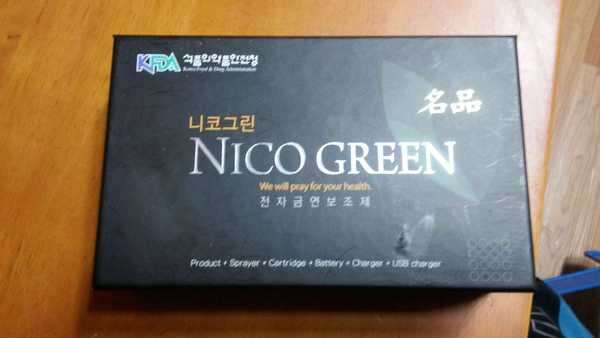 KFDA 식품의약품안전청
Korea Food & Drug Administration
名品
니코그린
NICO GREEN
We will pray for your health.
전자금연보조제
Product + Sprayer + Cartridge + Battery + Charger + USB charger